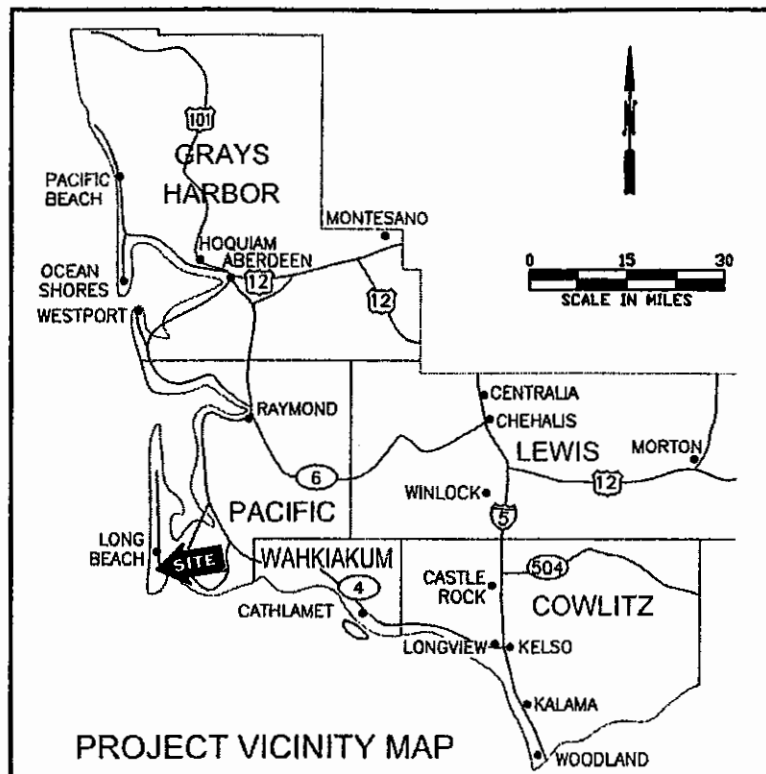 101
GRAYS
HARBOR
PACIFIC
BEACH
MONTESANO
N
HOQUIAM
ABERDEEN
OCEAN
SHORES
12
12
WESTPORT
0 15 30
SCALE IN MILES
RAYMOND
CENTRALIA
CHEHALIS
LEWIS
MORTON
6
12
WINLOCK
PACIFIC
5
LONG
BEACH
SITE
WAHKIAKUM
504
4
CASTLE
ROCK
COWLITZ
CATHLAMET
LONGVIEW
KELSO
KALAMA
PROJECT VICINITY MAP
WOODLAND